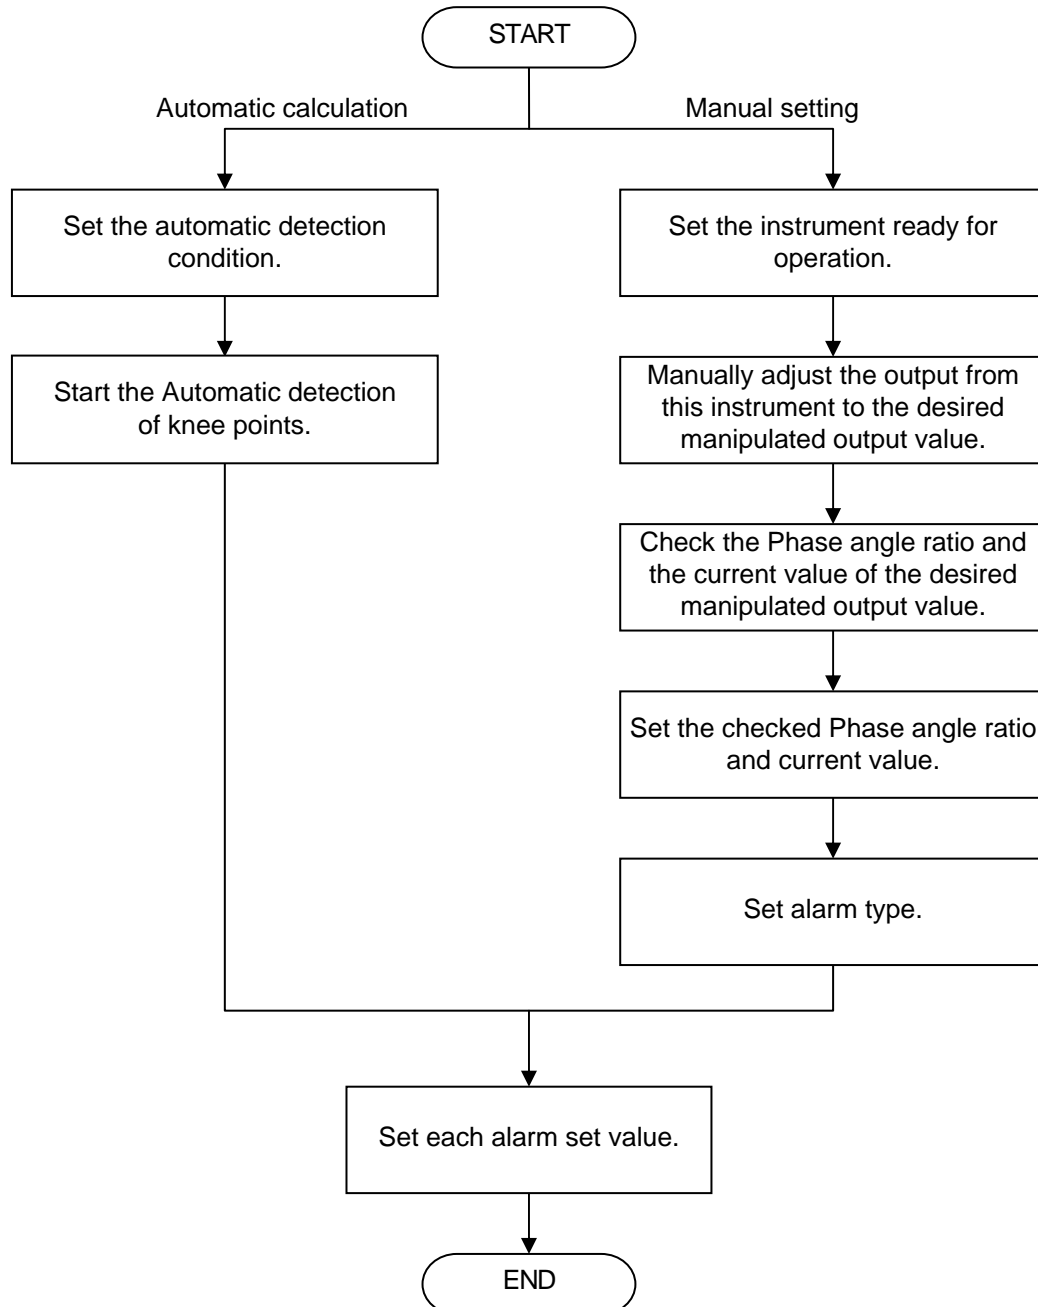 START
Automatic calculation
Manual setting
Set the automatic detection
condition.
Start the Automatic detection
of knee points.
Set the instrument ready for
operation.
Manually adjust the output from
this instrument to the desired
manipulated output value.
Check the Phase angle ratio and
the current value of the desired
manipulated output value.
Set the checked Phase angle ratio
and current value.
Set alarm type.
Set each alarm set value.
END